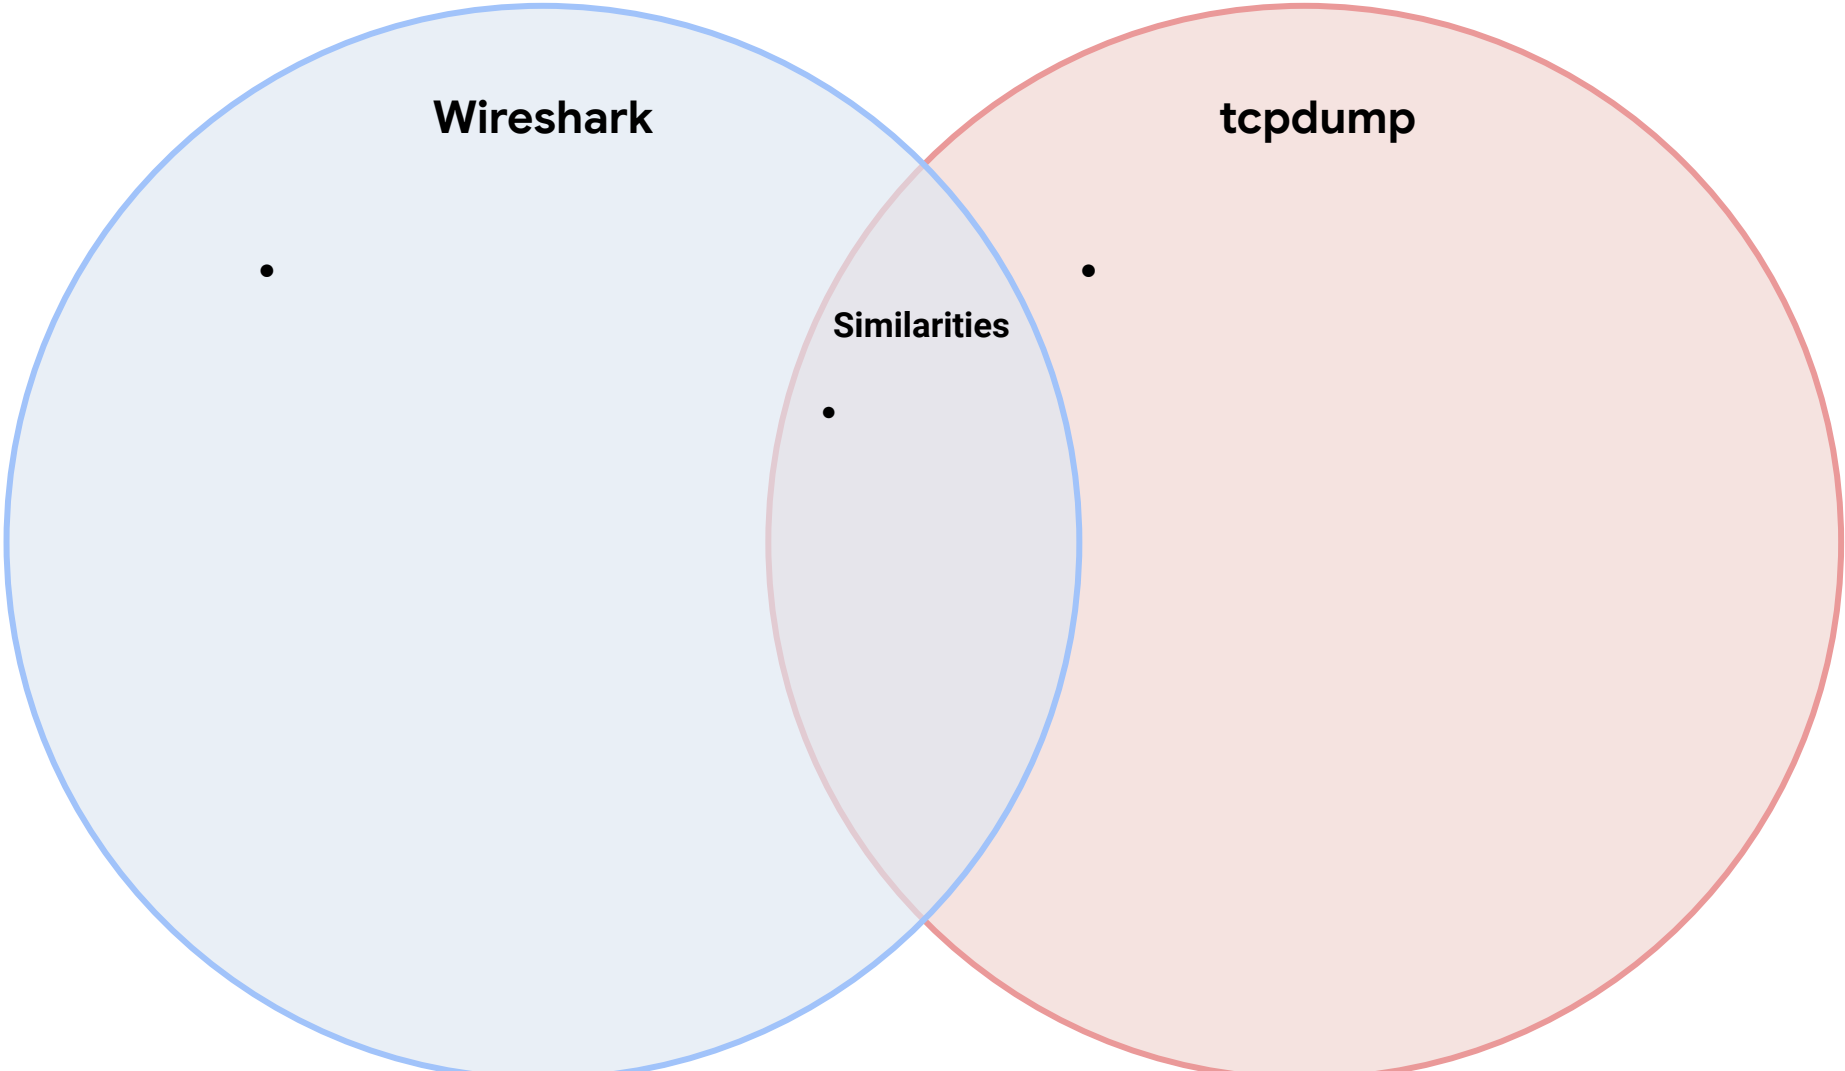 Wireshark
tcpdump
•
•
Similarities
•